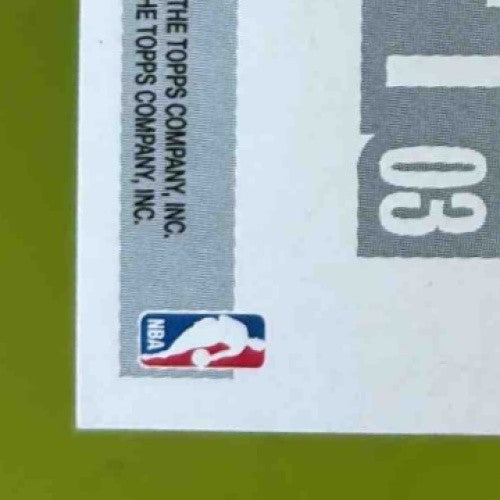 THE TOPPS COMPANY, INC.
HE TOPPS COMPANY, INC.
03
NBA